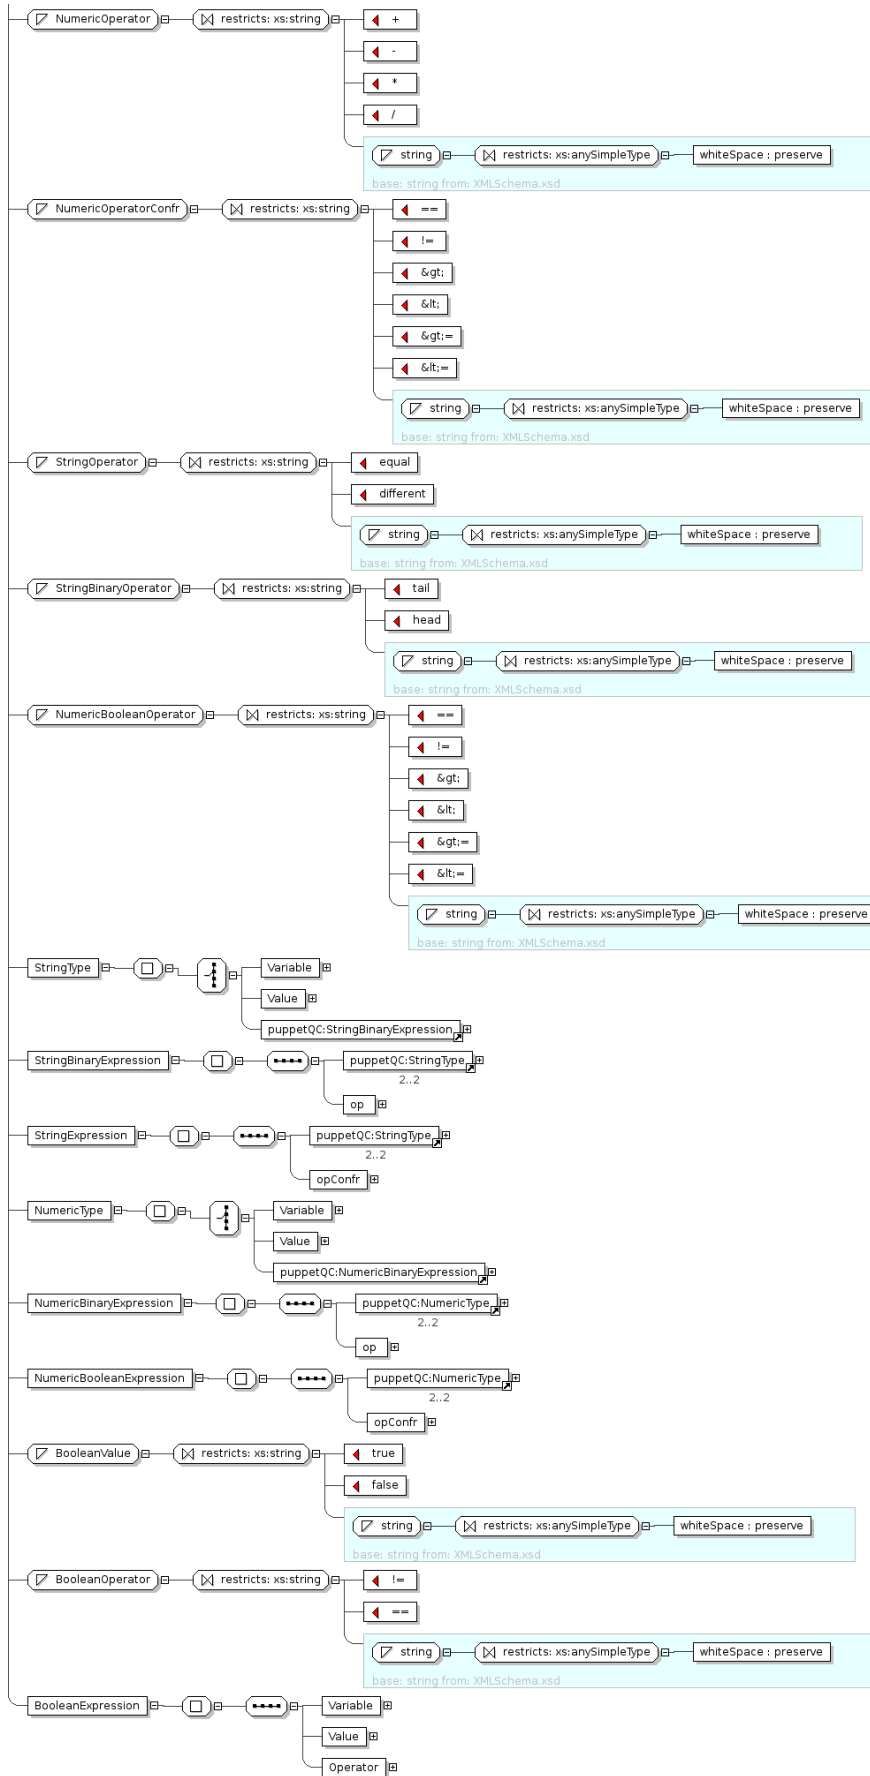 NumericOperator restricts: xs:string +
-
*
/
string restricts: xs:anySimpleType whiteSpace : preserve
base: string from: XMLSchema.xsd
NumericOperatorConfr restricts: xs:string ==
!=
&gt;
&lt;
&gt;=
&lt;=
string restricts: xs:anySimpleType whiteSpace : preserve
base: string from: XMLSchema.xsd
StringOperator restricts: xs:string equal
different
string restricts: xs:anySimpleType whiteSpace : preserve
base: string from: XMLSchema.xsd
StringBinaryOperator restricts: xs:string tail
head
string restricts: xs:anySimpleType whiteSpace : preserve
base: string from: XMLSchema.xsd
NumericBooleanOperator restricts: xs:string ==
!=
&gt;
&lt;
&gt;=
&lt;=
string restricts: xs:anySimpleType whiteSpace : preserve
base: string from: XMLSchema.xsd
StringType Variable
Value
puppetQC:StringBinaryExpression
StringBinaryExpression puppetQC:StringType
2..2
op
StringExpression puppetQC:StringType
2..2
opConfr
NumericType Variable
Value
puppetQC:NumericBinaryExpression
NumericBinaryExpression puppetQC:NumericType
2..2
op
NumericBooleanExpression puppetQC:NumericType
2..2
opConfr
BooleanValue restricts: xs:string true
false
string restricts: xs:anySimpleType whiteSpace : preserve
base: string from: XMLSchema.xsd
BooleanOperator restricts: xs:string !=
==
string restricts: xs:anySimpleType whiteSpace : preserve
base: string from: XMLSchema.xsd
BooleanExpression Variable
Value
Operator